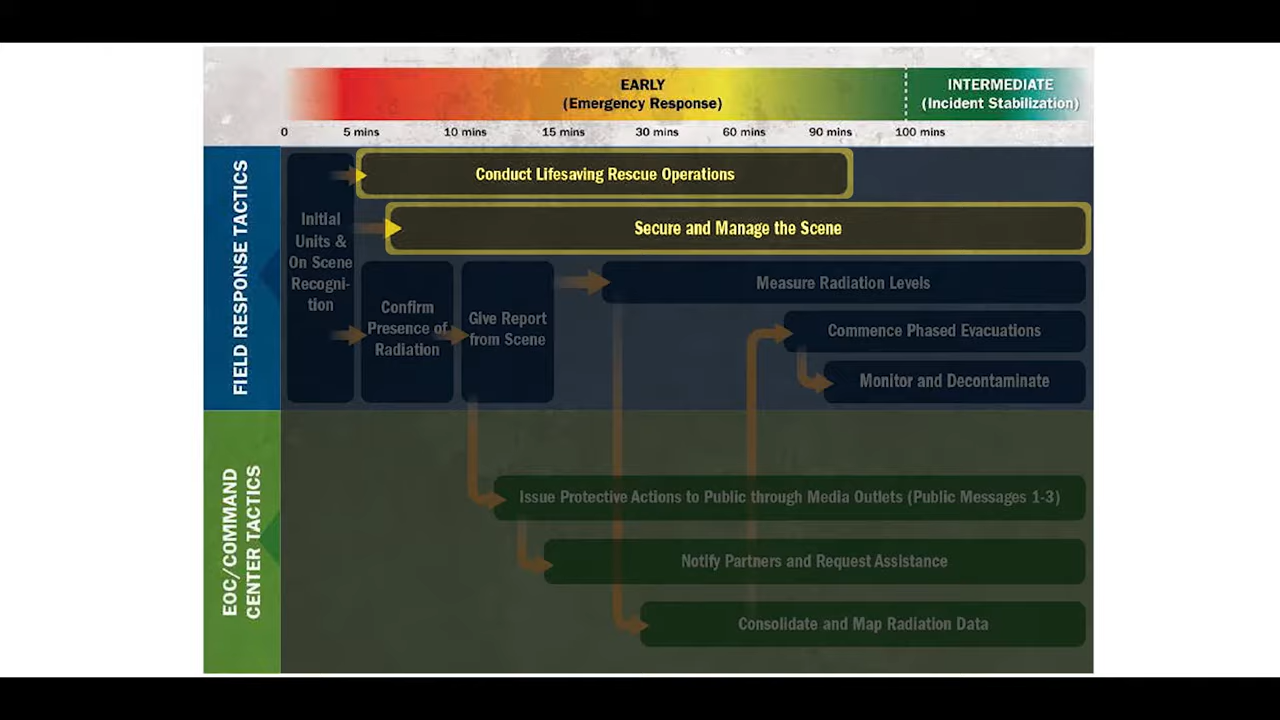 EARLY
(Emergency Response)
INTERMEDIATE
(Incident Stabilization)
0
5 mins
10 mins
15 mins
30 mins
60 mins
90 mins
100 mins
FIELD RESPONSE TACTICS
Initial
Units &
On Scene
Recogni-
tion
Conduct Lifesaving Rescue Operations
Secure and Manage the Scene
Confirm
Presence of
Radiation
Give Report
from Scene
Measure Radiation Levels
Commence Phased Evacuations
Monitor and Decontaminate
EOC/COMMAND
CENTER TACTICS
Issue Protective Actions to Public through Media Outlets (Public Messages 1-3)
Notify Partners and Request Assistance
Consolidate and Map Radiation Data